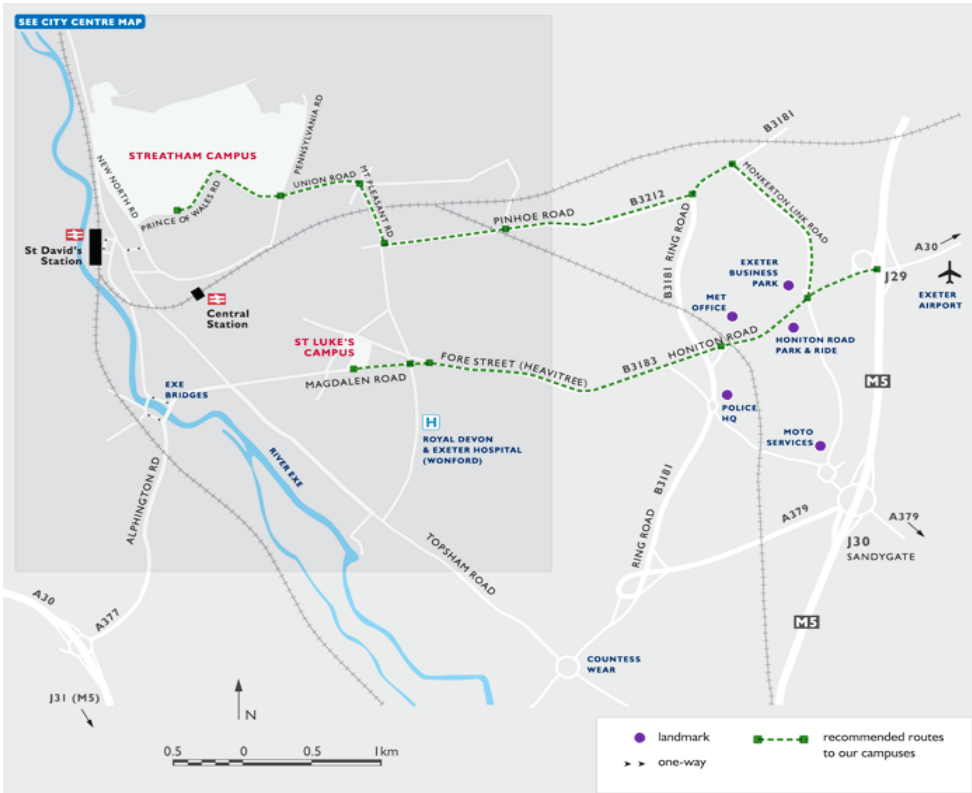 SEE CITY CENTRE MAP
B3181
PENNSYLVANIA RD
STREATHAM CAMPUS
NEW NORTH RD
UNION ROAD
MT PLEASANT RD
MONKERTON LINK ROAD
PRINCE OF WALES RD
B3212
PINHOE ROAD
St David's
Station
B3181 RING ROAD
A30
J29
EXETER
BUSINESS
PARK
EXETER
AIRPORT
MET
OFFICE
Central
Station
HONITON ROAD
PARK & RIDE
ST LUKE'S
CAMPUS
FORE STREET (HEAVITREE)
B3183 HONITON ROAD
MAGDALEN ROAD
M5
EXE
BRIDGES
POLICE
HQ
H
ROYAL DEVON
& EXETER HOSPITAL
(WONFORD)
MOTO
SERVICES
RIVER EXE
ALPHINGTON RD
RING ROAD B3181
A379
A379
J30
SANDYGATE
TOPSHAM ROAD
A30
A377
M5
COUNTESS
WEAR
J31 (M5)
N
0.5 0 0.5 1km
landmark
one-way
recommended routes
to our campuses